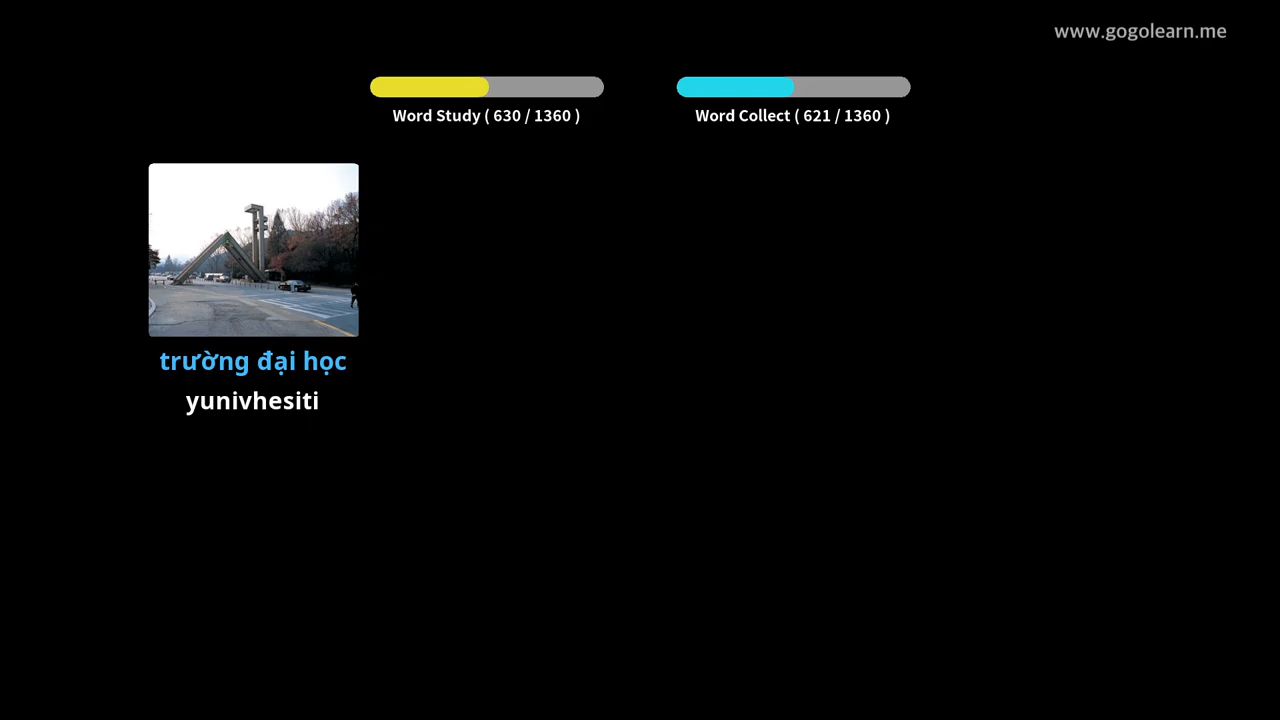 www.gogolearn.me
Word Study ( 630 / 1360 )
Word Collect ( 621 / 1360 )
trường đại học
yunivhesiti